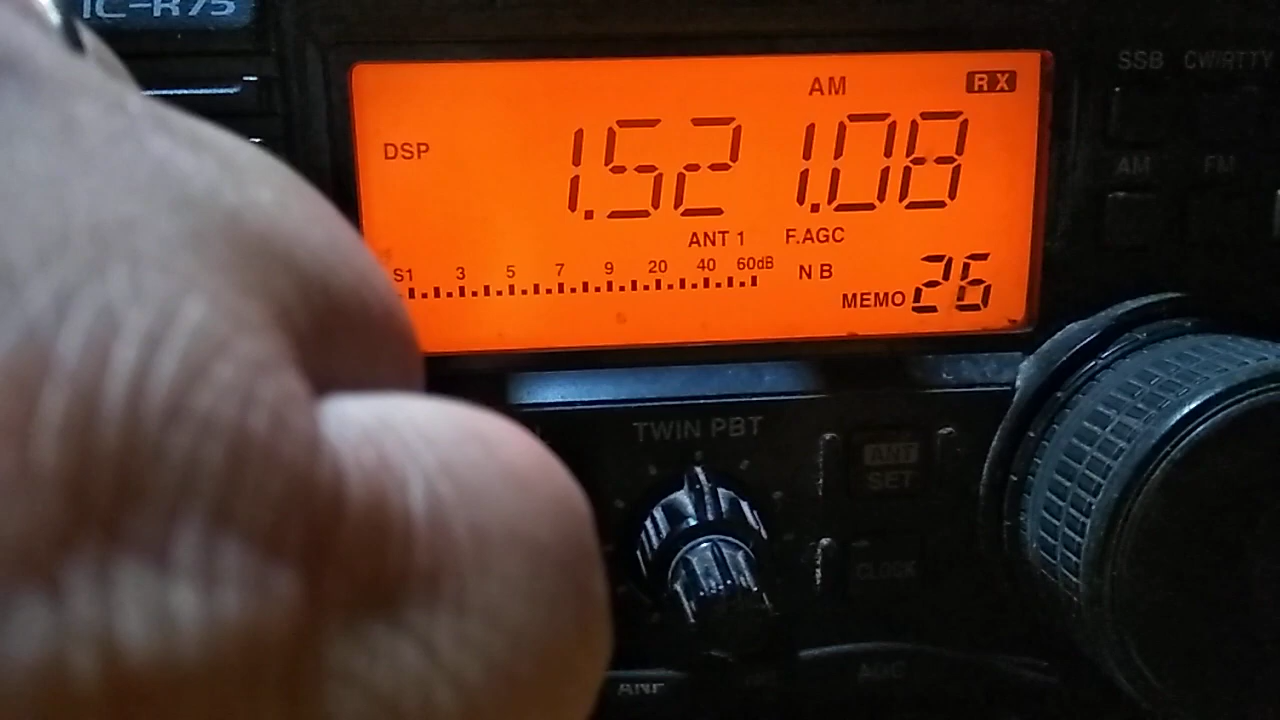 IC-R75
SSB CW/RTTY
AM RX
DSP 1.521.08
AM FM
ANT 1 F.AGC
S1 3 5 7 9 20 40 60dB NB
MEMO 26
TWIN PBT
ANT
SET
CLOCK
AGC
ANF